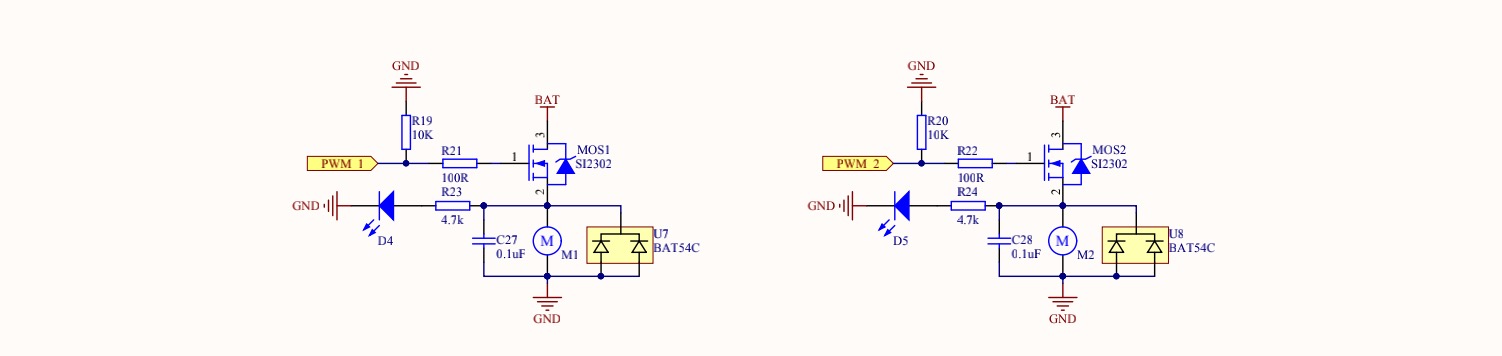 GND
BAT
R19
10K
3
PWM_1
R21
100R
1
MOS1
SI2302
2
GND
D4
R23
4.7k
C27
0.1uF
M
M1
U7
BAT54C
GND
GND
BAT
R20
10K
3
PWM_2
R22
100R
1
MOS2
SI2302
2
GND
D5
R24
4.7k
C28
0.1uF
M
M2
U8
BAT54C
GND